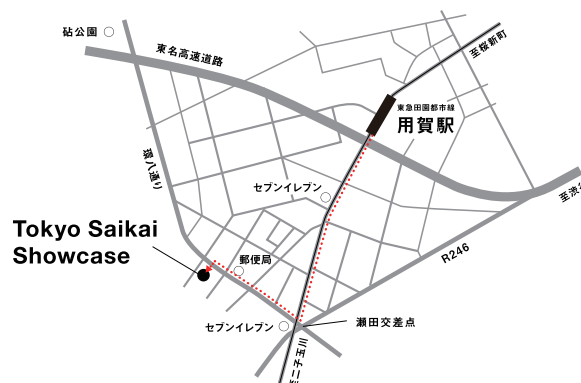 砧公園
東名高速道路
至桜新町
東急田園都市線
用賀駅
環八通り
セブンイレブン
至渋
Tokyo Saikai
Showcase
郵便局
R246
セブンイレブン
瀬田交差点
二子玉川